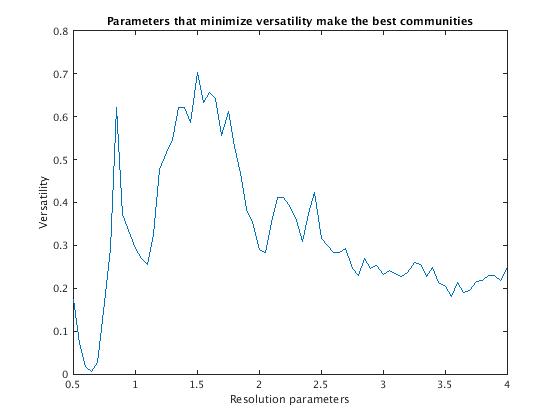 Parameters that minimize versatility make the best communities
0.8
0.7
0.6
0.5
0.4
0.3
0.2
0.1
0
Versatility
0.5 1 1.5 2 2.5 3 3.5 4
Resolution parameters